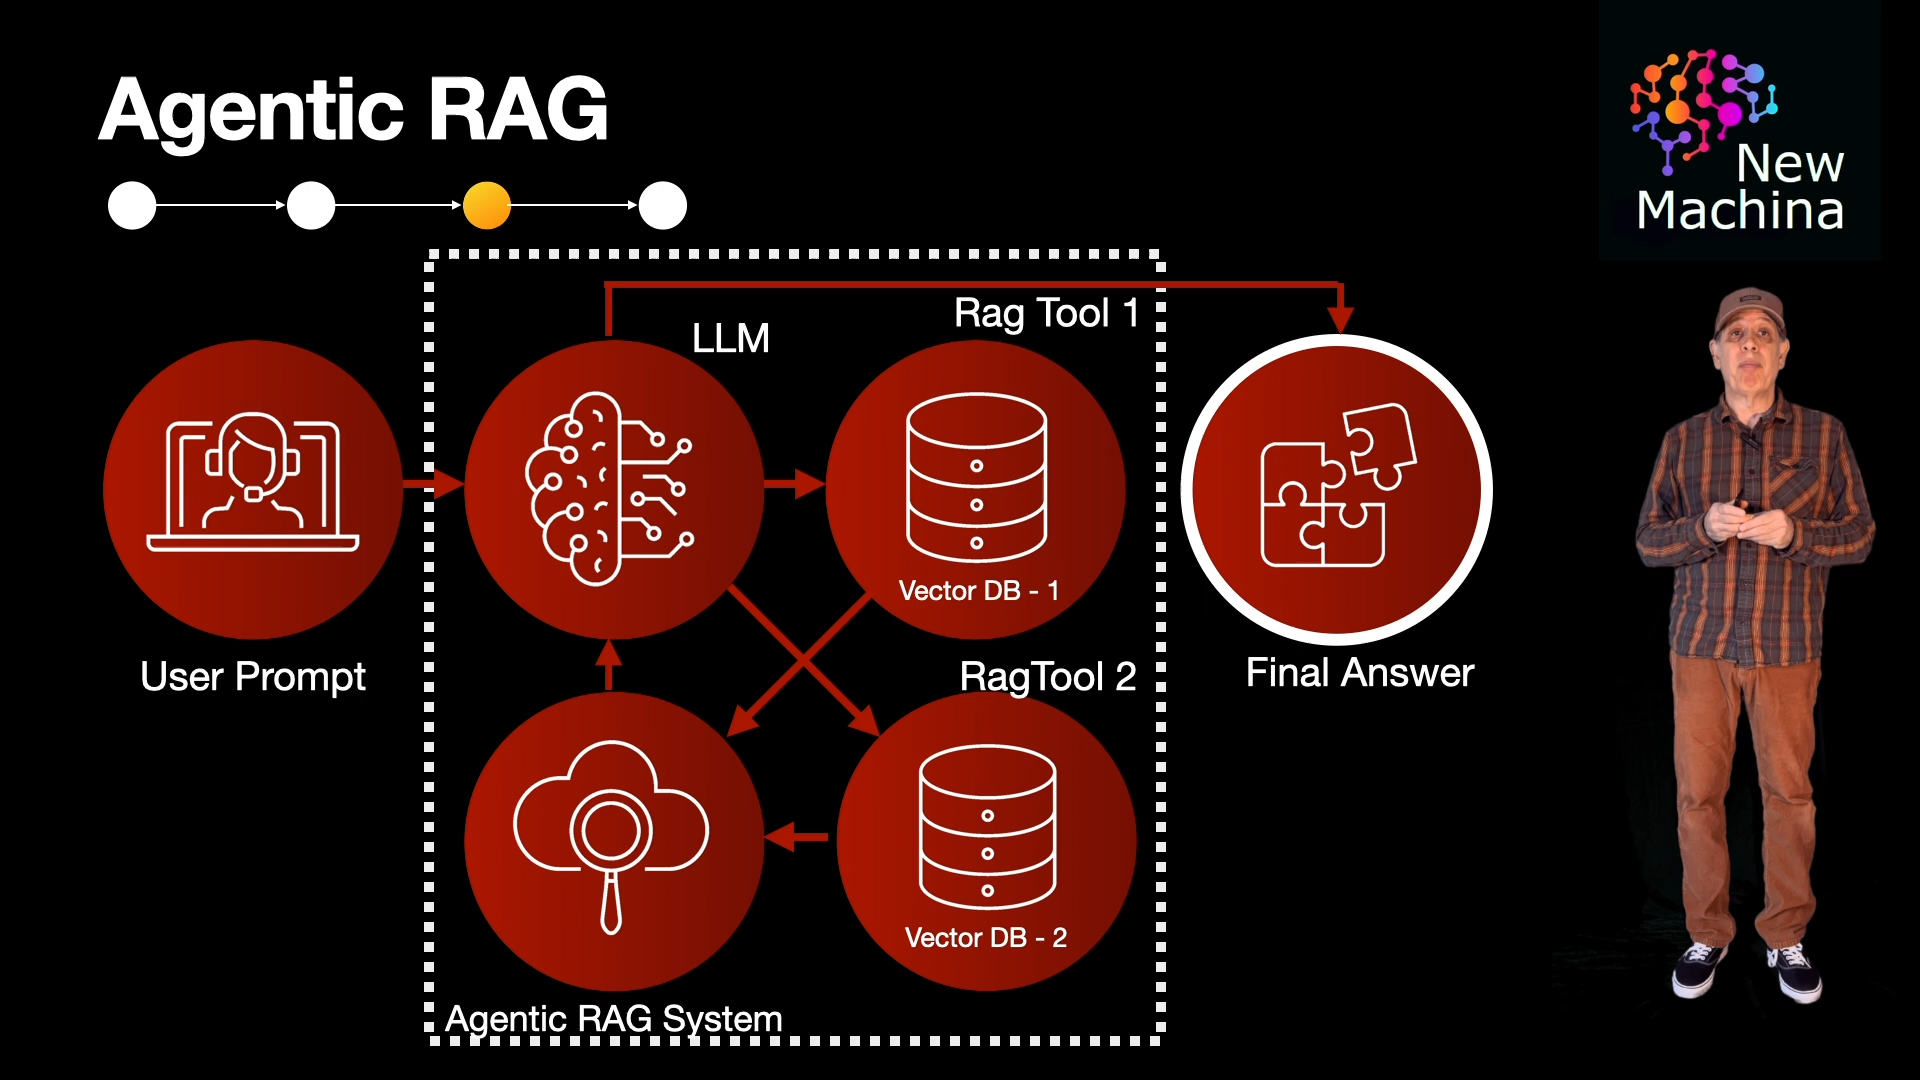 Agentic RAG
New
Machina
LLM
Rag Tool 1
Vector DB - 1
User Prompt
RagTool 2
Final Answer
Vector DB - 2
Agentic RAG System